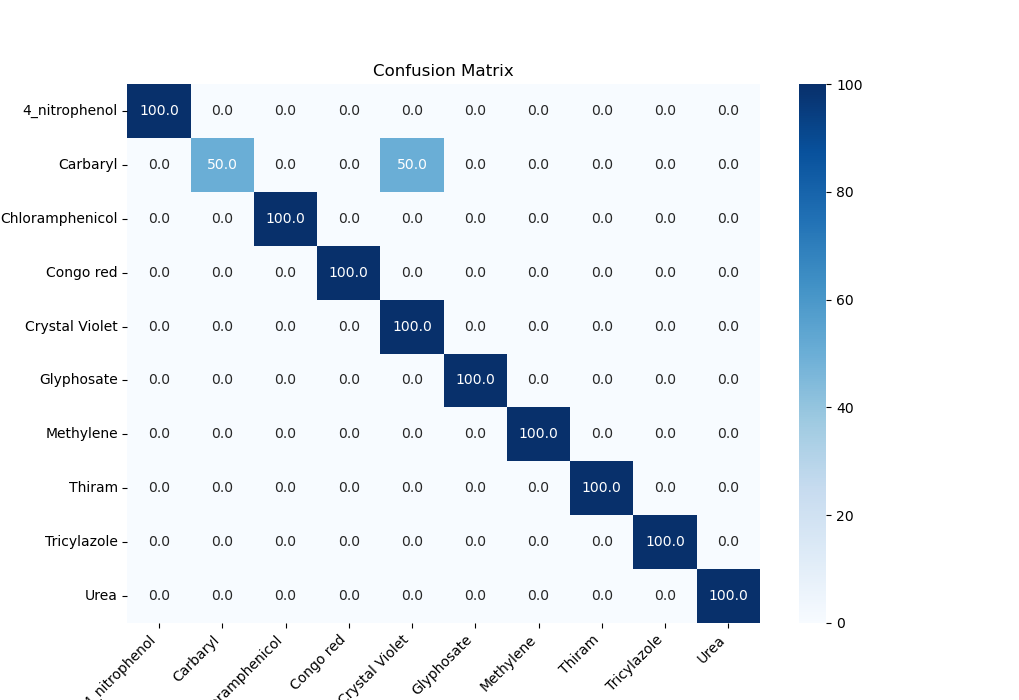 Confusion Matrix
4_nitrophenol 100.0 0.0 0.0 0.0 0.0 0.0 0.0 0.0 0.0 0.0
Carbaryl 0.0 50.0 0.0 0.0 50.0 0.0 0.0 0.0 0.0 0.0
Chloramphenicol 0.0 0.0 100.0 0.0 0.0 0.0 0.0 0.0 0.0 0.0
Congo red 0.0 0.0 0.0 100.0 0.0 0.0 0.0 0.0 0.0 0.0
Crystal Violet 0.0 0.0 0.0 0.0 100.0 0.0 0.0 0.0 0.0 0.0
Glyphosate 0.0 0.0 0.0 0.0 0.0 100.0 0.0 0.0 0.0 0.0
Methylene 0.0 0.0 0.0 0.0 0.0 0.0 100.0 0.0 0.0 0.0
Thiram 0.0 0.0 0.0 0.0 0.0 0.0 0.0 100.0 0.0 0.0
Tricylazole 0.0 0.0 0.0 0.0 0.0 0.0 0.0 0.0 100.0 0.0
Urea 0.0 0.0 0.0 0.0 0.0 0.0 0.0 0.0 0.0 100.0
4_nitrophenol Carbaryl ramphenicol Congo red Crystal Violet Glyphosate Methylene Thiram Tricylazole Urea
100
80
60
40
20
0